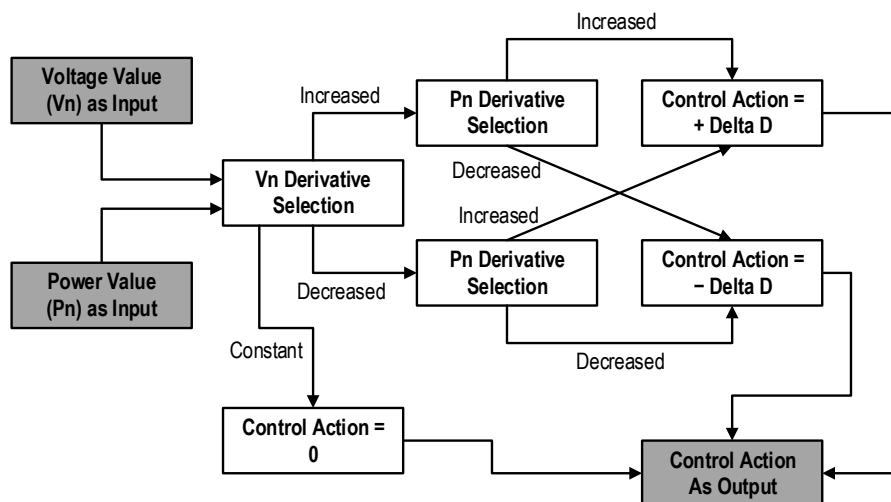 Increased
Voltage Value
(Vn) as Input
Increased
Pn Derivative
Selection
Control Action =
+ Delta D
Vn Derivative
Selection
Decreased
Increased
Power Value
(Pn) as Input
Decreased
Pn Derivative
Selection
Control Action =
− Delta D
Constant
Decreased
Control Action =
0
Control Action
As Output